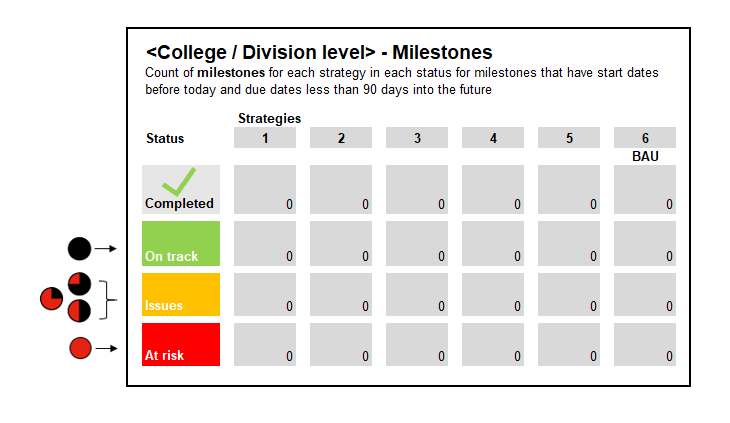 <College / Division level> - Milestones
Count of milestones for each strategy in each status for milestones that have start dates
before today and due dates less than 90 days into the future
Strategies
Status 1 2 3 4 5 6
BAU
Completed 0 0 0 0 0 0
On track 0 0 0 0 0 0
Issues 0 0 0 0 0 0
At risk 0 0 0 0 0 0